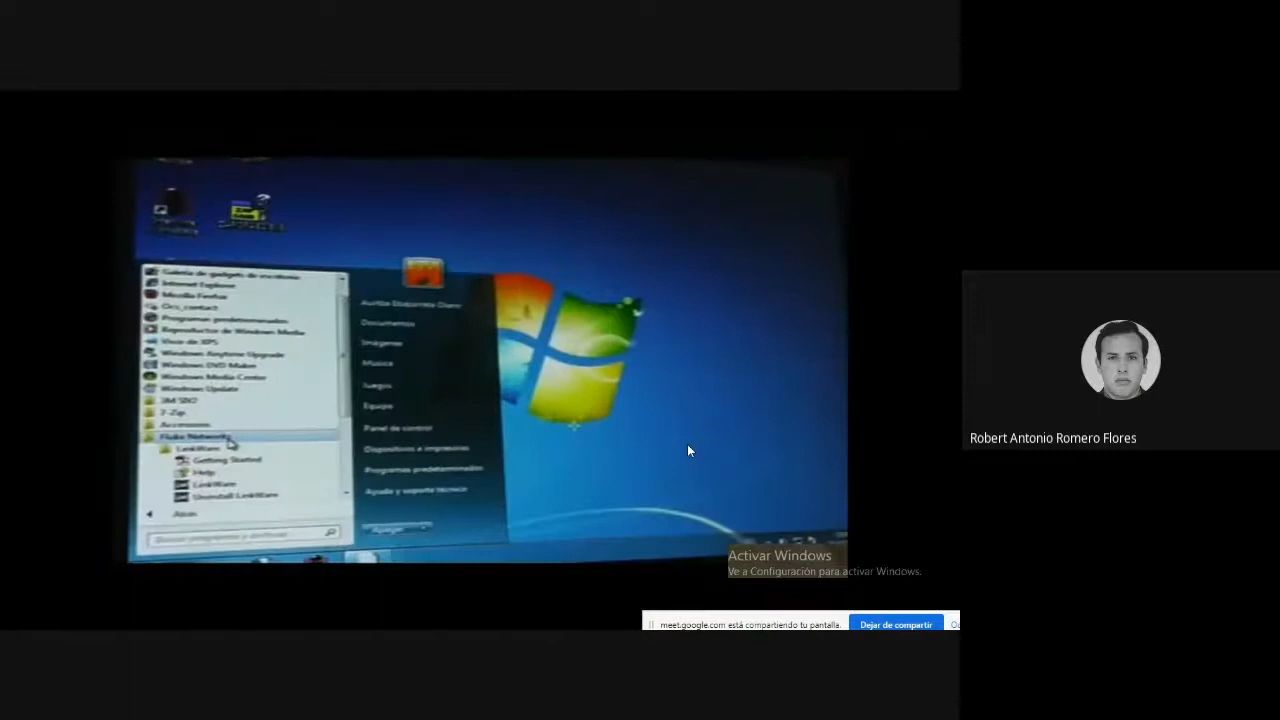 Galería de gadgets de escritorio
Internet Explorer
Mozilla Firefox
Programas predeterminados
Reproductor de Windows Media
Visor de XPS
Windows Anytime Upgrade
Windows DVD Maker
Windows Media Center
Windows Update
7-Zip
Accesorios
Fluke Networks
LinkWare
Getting Started
Help
LinkWare
Uninstall LinkWare
Atrás
Buscar programas y archivos
Documentos
Imágenes
Música
Juegos
Equipo
Panel de control
Dispositivos e impresoras
Programas predeterminados
Ayuda y soporte técnico
Apagar
Activar Windows
Ve a Configuración para activar Windows.
meet.google.com está compartiendo tu pantalla.
Dejar de compartir
Robert Antonio Romero Flores